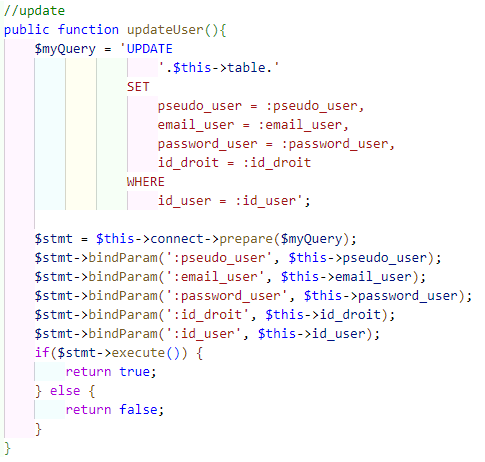 //update
public function updateUser(){
    $myQuery = 'UPDATE
                    '.$this->table.'
                SET
                    pseudo_user = :pseudo_user,
                    email_user = :email_user,
                    password_user = :password_user,
                    id_droit = :id_droit
                WHERE
                    id_user = :id_user';

    $stmt = $this->connect->prepare($myQuery);
    $stmt->bindParam(':pseudo_user', $this->pseudo_user);
    $stmt->bindParam(':email_user', $this->email_user);
    $stmt->bindParam(':password_user', $this->password_user);
    $stmt->bindParam(':id_droit', $this->id_droit);
    $stmt->bindParam(':id_user', $this->id_user);
    if($stmt->execute()) {
        return true;
    } else {
        return false;
    }
}